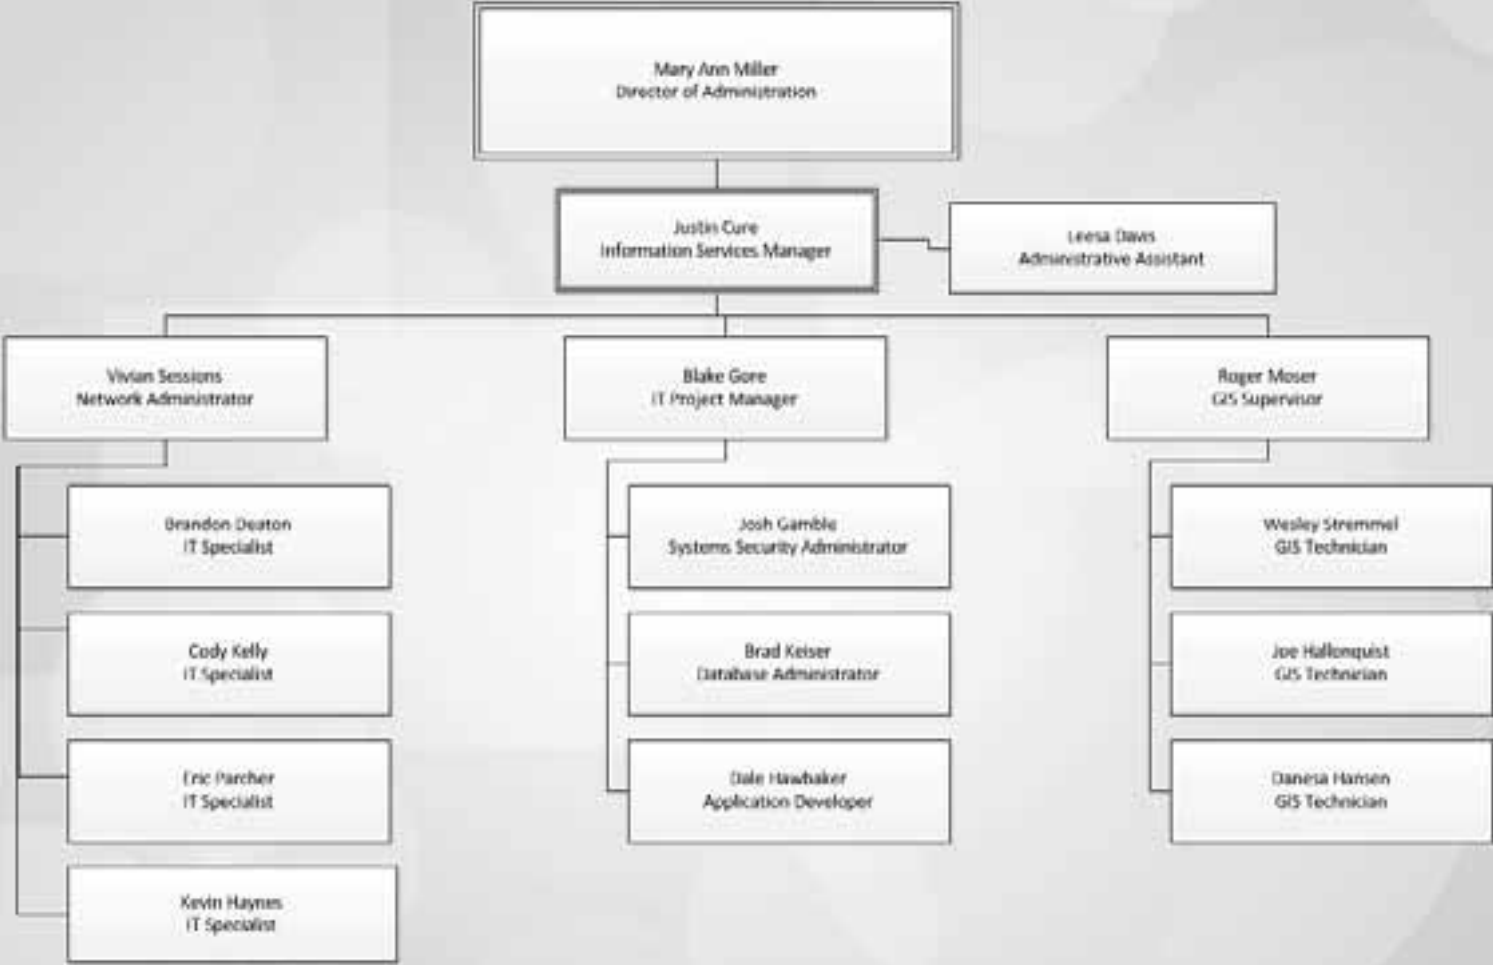 Mary Ann Miller
Director of Administration
Justin Cure
Information Services Manager
Leesa Davis
Administrative Assistant
Vivian Sessions
Network Administrator
Blake Gore
IT Project Manager
Roger Moser
GIS Supervisor
Brandon Deaton
IT Specialist
Cody Kelly
IT Specialist
Eric Parcher
IT Specialist
Kevin Haynes
IT Specialist
Josh Gamble
Systems Security Administrator
Brad Keiser
Database Administrator
Dale Hawbaker
Application Developer
Wesley Stremmel
GIS Technician
Joe Hallonquist
GIS Technician
Danesa Hansen
GIS Technician